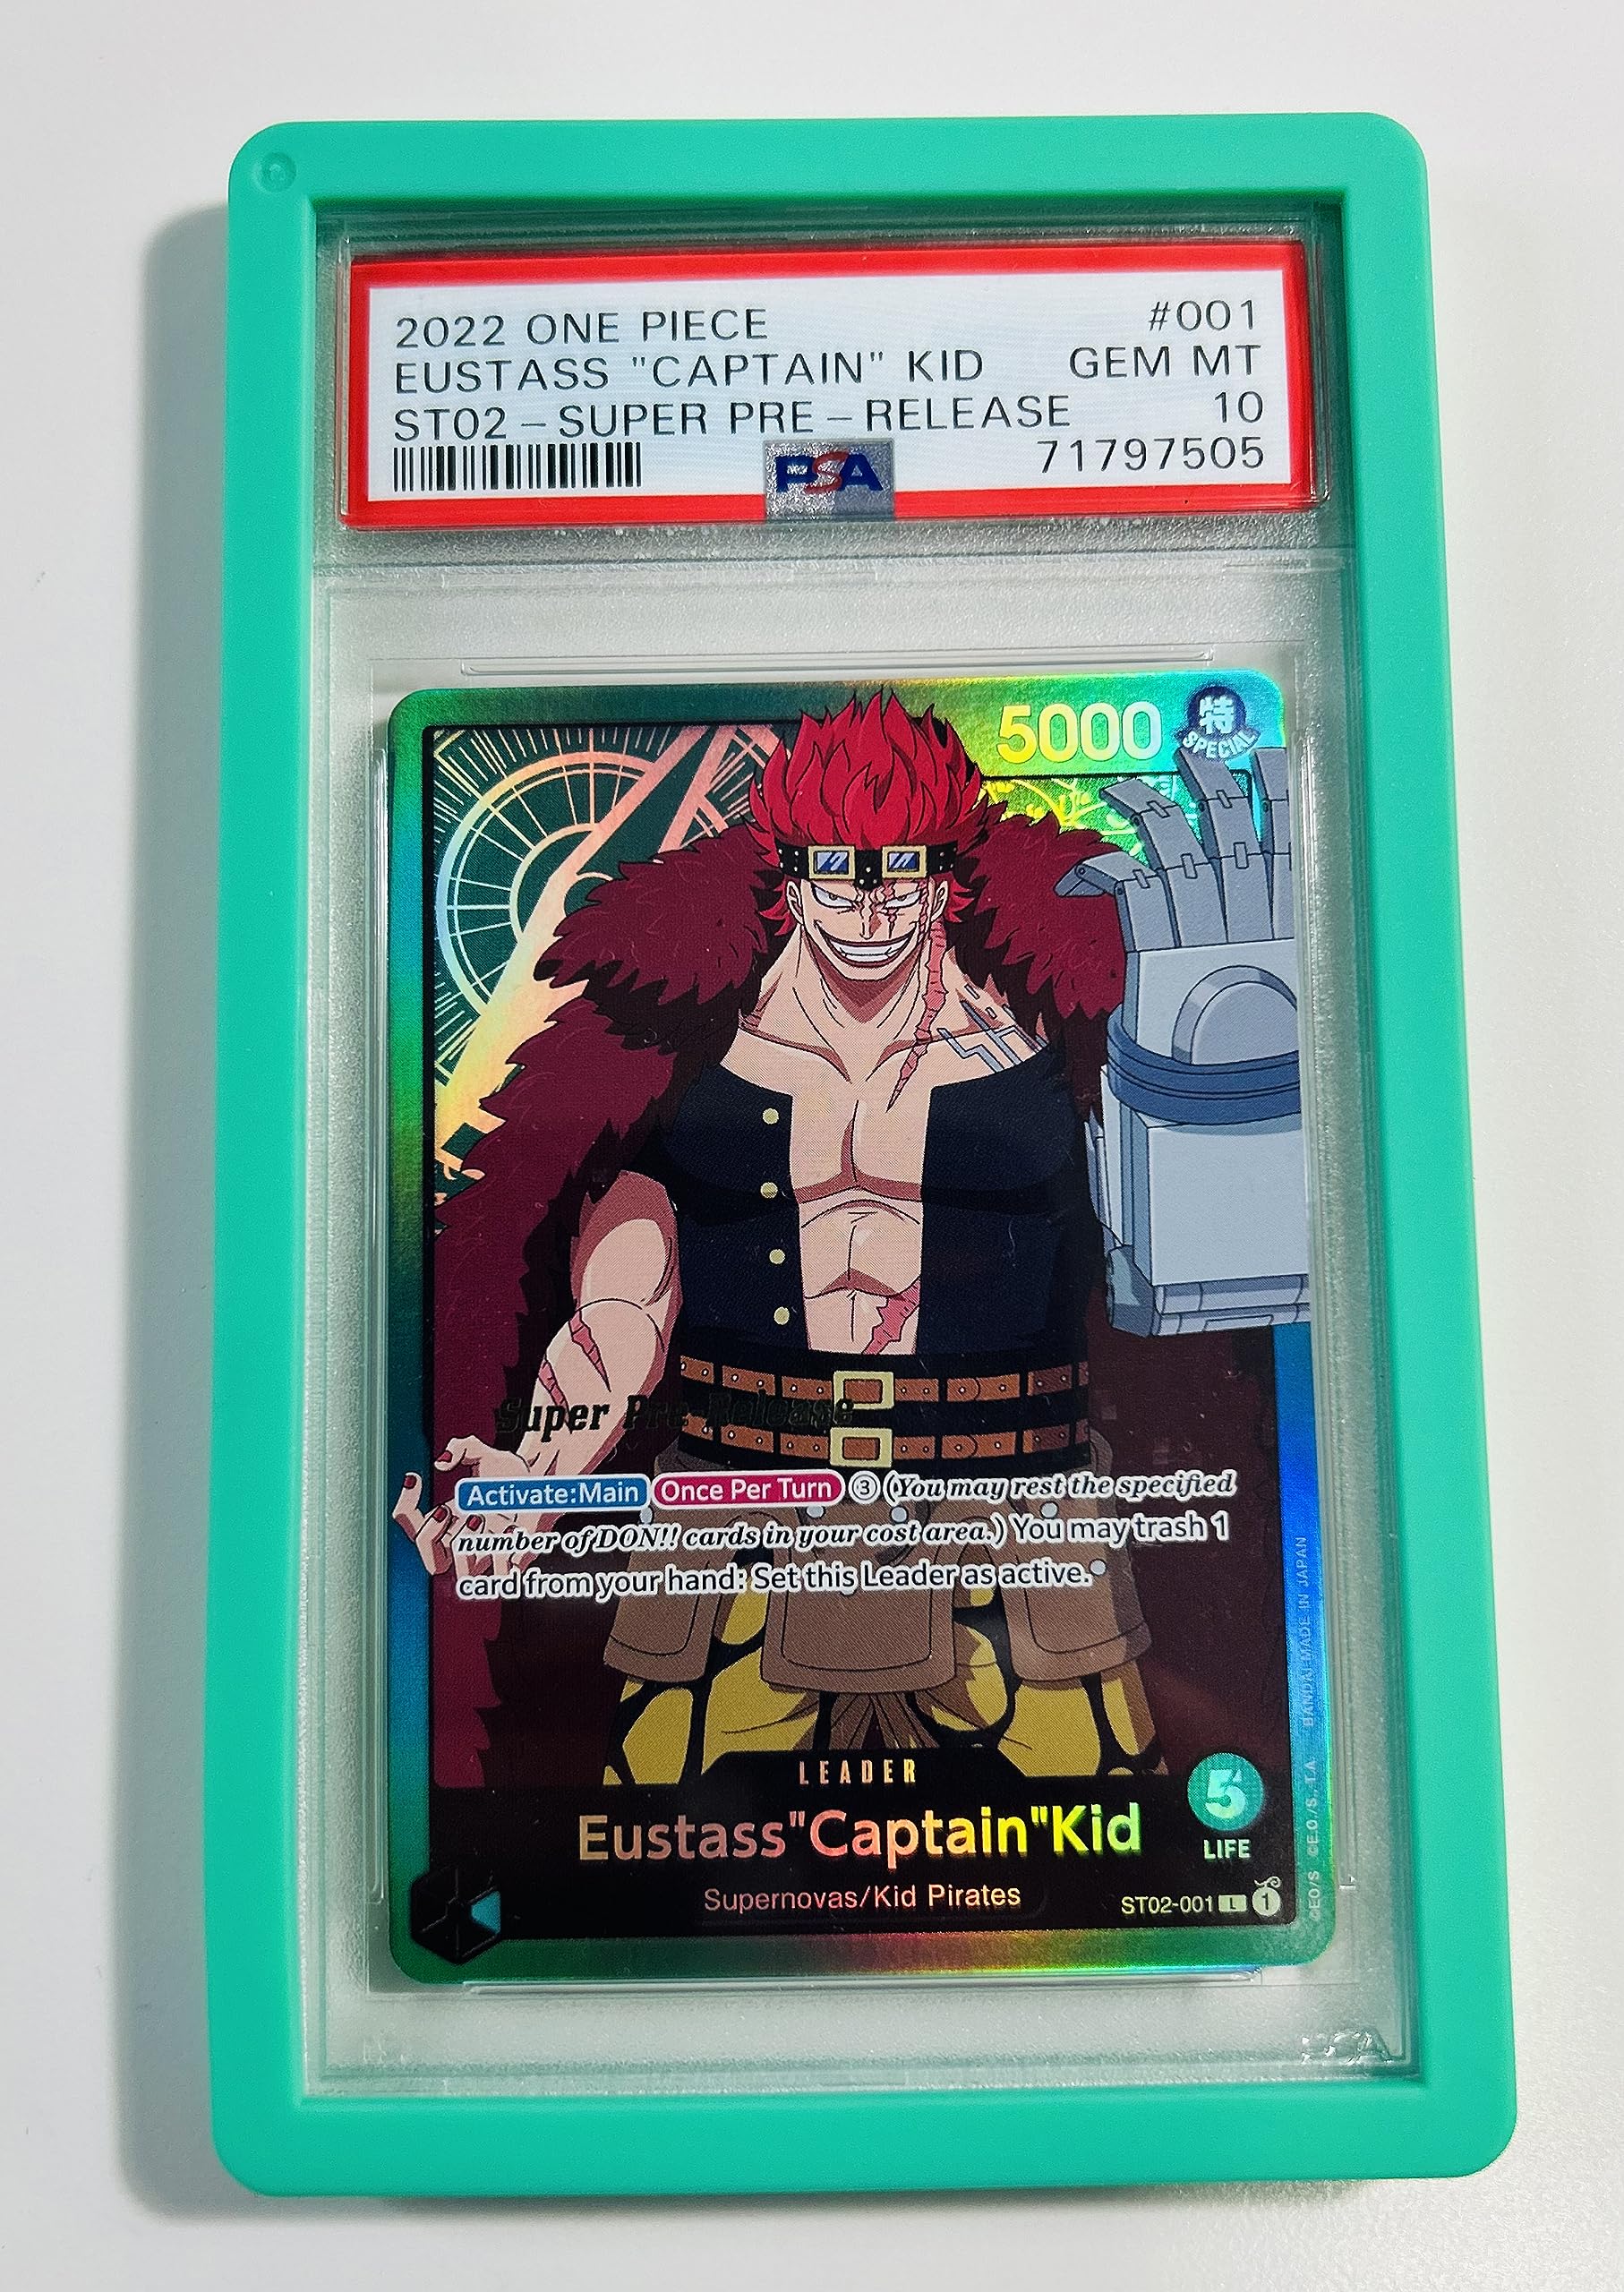 2022 ONE PIECE #001
EUSTASS "CAPTAIN" KID GEM MT
ST02-SUPER PRE-RELEASE 10
PSA 71797505
5000 特
SPECIAL
Super Pre-Release
Activate:Main Once Per Turn ③ (You may rest the specified
number of DON!! cards in your cost area.) You may trash 1
card from your hand: Set this Leader as active.
LEADER
5
Eustass"Captain"Kid
LIFE
Supernovas/Kid Pirates ST02-001 L 1
©E.O/S ©E.O./S.,T.A. BANDAI MADE IN JAPAN
PSA